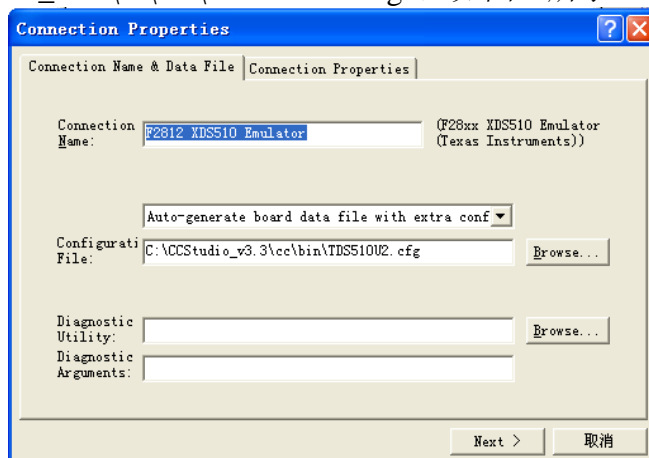 Connection Properties
Connection Name & Data File Connection Properties
Connection Name:
F2812 XDS510 Emulator
(F28xx XDS510 Emulator (Texas Instruments))
Auto-generate board data file with extra conf
Configurati File:
C:\CCStudio_v3.3\cc\bin\TDS510U2.cfg
Browse...
Diagnostic Utility:
Browse...
Diagnostic Arguments:
Next >
取消